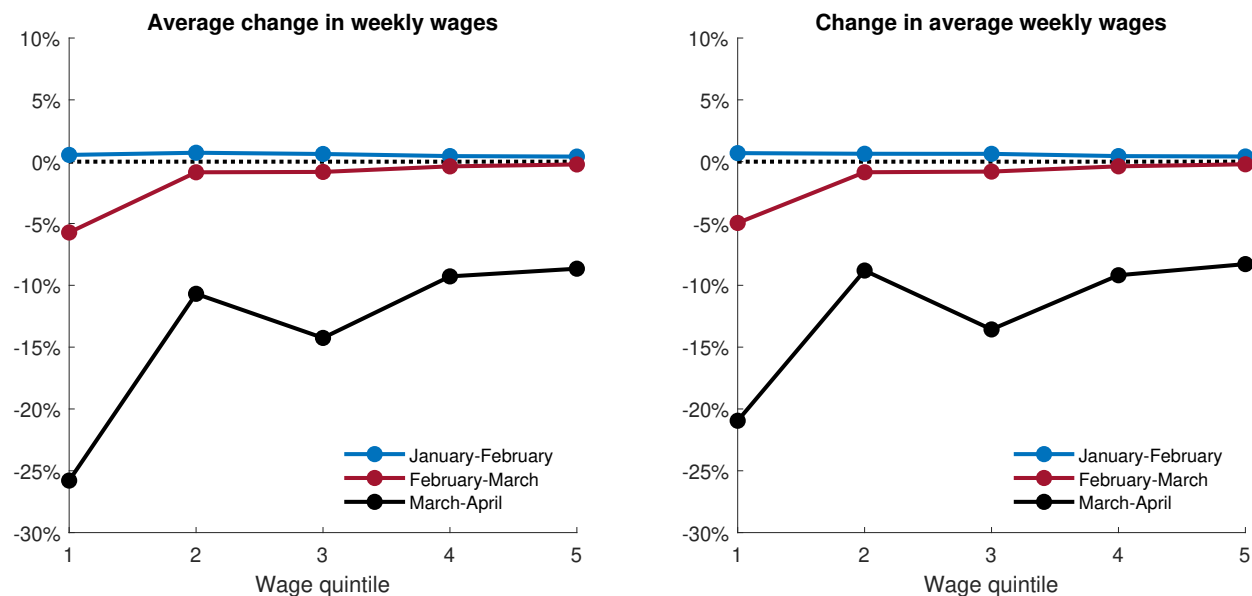 Average change in weekly wages
10%
5%
0%
-5%
-10%
-15%
-20%
-25%
-30%
January-February
February-March
March-April
1 2 3 4 5
Wage quintile
Change in average weekly wages
10%
5%
0%
-5%
-10%
-15%
-20%
-25%
-30%
January-February
February-March
March-April
1 2 3 4 5
Wage quintile